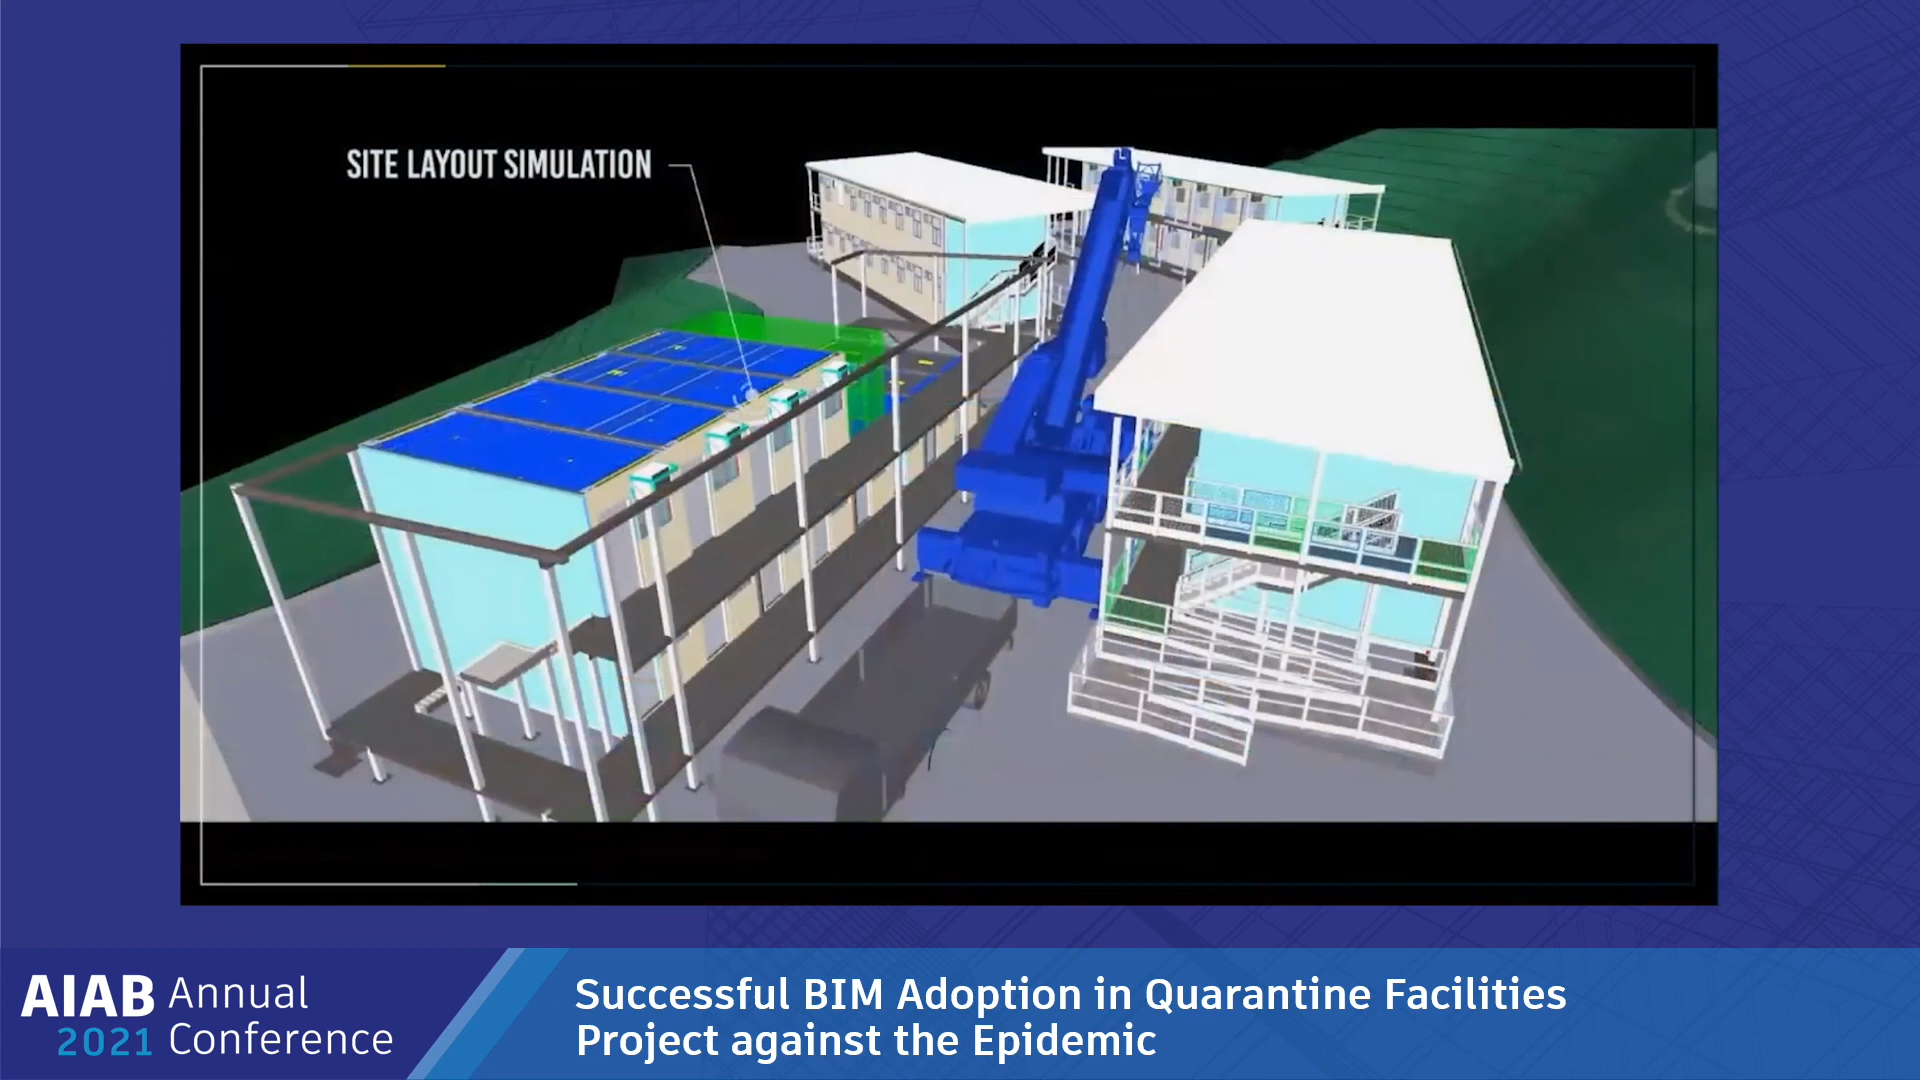 SITE LAYOUT SIMULATION
AIAB Annual
2021 Conference
Successful BIM Adoption in Quarantine Facilities
Project against the Epidemic